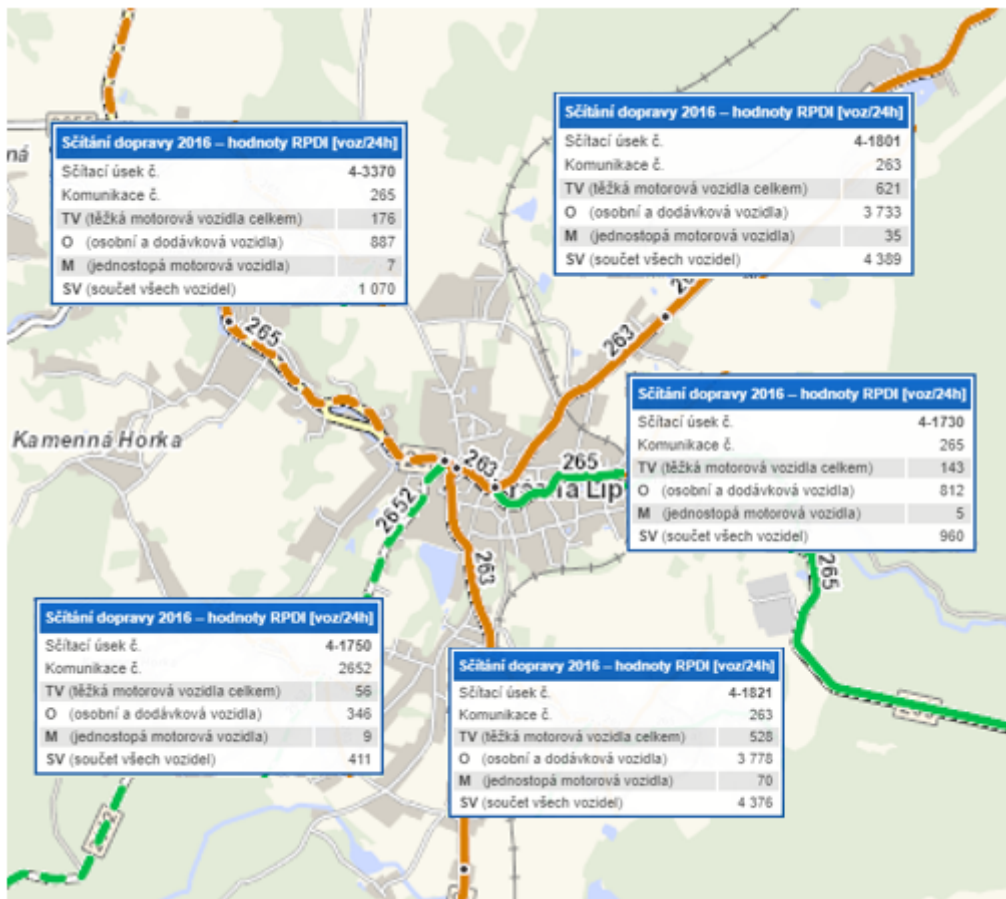 ná
Sčítání dopravy 2016 – hodnoty RPDI [voz/24h]
Sčítací úsek č. 4-3370
Komunikace č. 265
TV (těžká motorová vozidla celkem) 176
O (osobní a dodávková vozidla) 887
M (jednostopá motorová vozidla) 7
SV (součet všech vozidel) 1 070
Sčítání dopravy 2016 – hodnoty RPDI [voz/24h]
Sčítací úsek č. 4-1801
Komunikace č. 263
TV (těžká motorová vozidla celkem) 621
O (osobní a dodávková vozidla) 3 733
M (jednostopá motorová vozidla) 35
SV (součet všech vozidel) 4 389
265
263
Kamenná Horka
Sčítání dopravy 2016 – hodnoty RPDI [voz/24h]
Sčítací úsek č. 4-1730
Komunikace č. 265
TV (těžká motorová vozidla celkem) 143
O (osobní a dodávková vozidla) 812
M (jednostopá motorová vozidla) 5
SV (součet všech vozidel) 960
263
265
Lip
2652
263
265
Sčítání dopravy 2016 – hodnoty RPDI [voz/24h]
Sčítací úsek č. 4-1750
Komunikace č. 2652
TV (těžká motorová vozidla celkem) 56
O (osobní a dodávková vozidla) 346
M (jednostopá motorová vozidla) 9
SV (součet všech vozidel) 411
Sčítání dopravy 2016 – hodnoty RPDI [voz/24h]
Sčítací úsek č. 4-1821
Komunikace č. 263
TV (těžká motorová vozidla celkem) 528
O (osobní a dodávková vozidla) 3 778
M (jednostopá motorová vozidla) 70
SV (součet všech vozidel) 4 376